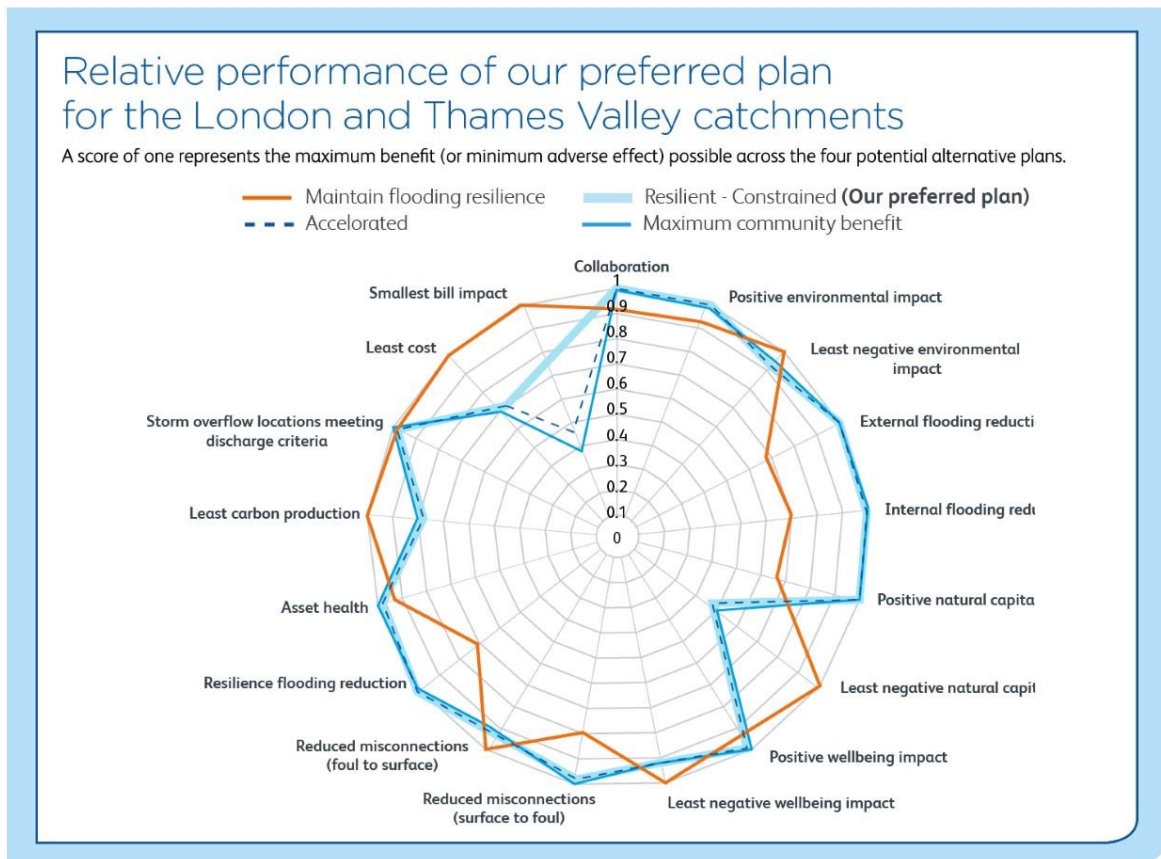 Relative performance of our preferred plan
for the London and Thames Valley catchments
A score of one represents the maximum benefit (or minimum adverse effect) possible across the four potential alternative plans.
Maintain flooding resilience
Resilient - Constrained (Our preferred plan)
Accelorated
Maximum community benefit
Collaboration
Positive environmental impact
Least negative environmental
impact
External flooding reducti
Internal flooding redu
Positive natural capita
Least negative natural capit
Positive wellbeing impact
Least negative wellbeing impact
Reduced misconnections
(surface to foul)
Reduced misconnections
(foul to surface)
Resilience flooding reduction
Asset health
Least carbon production
Storm overflow locations meeting
discharge criteria
Least cost
Smallest bill impact
1
0.9
0.8
0.7
0.6
0.5
0.4
0.3
0.2
0.1
0